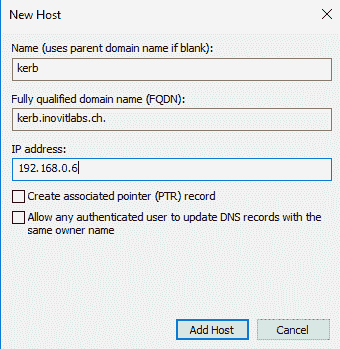 New Host
Name (uses parent domain name if blank):
kerb
Fully qualified domain name (FQDN):
kerb.inovitlabs.ch.
IP address:
192.168.0.6
Create associated pointer (PTR) record
Allow any authenticated user to update DNS records with the
same owner name
Add Host
Cancel